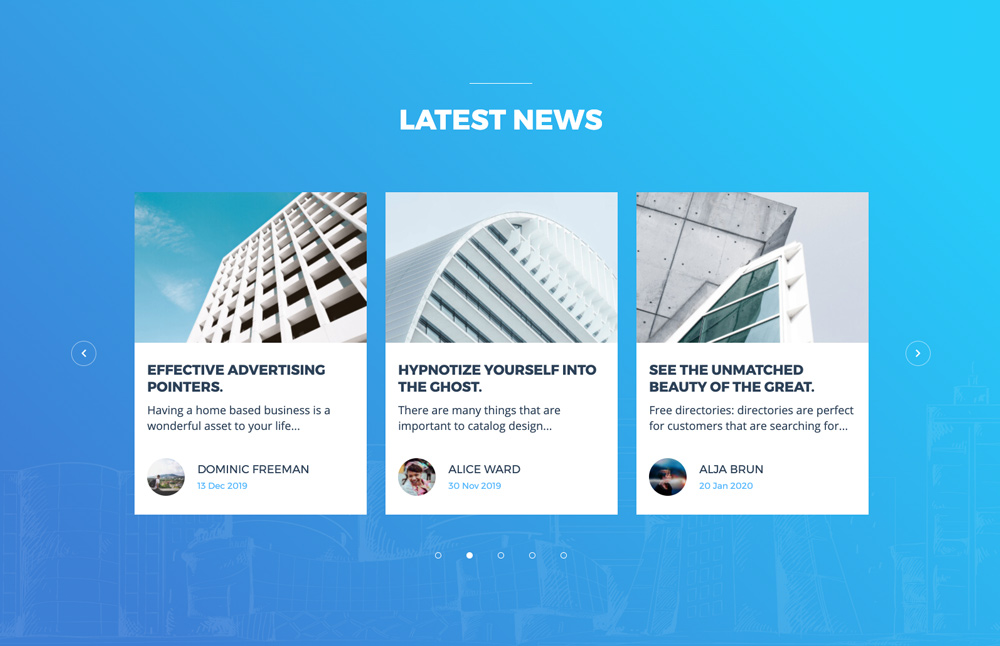 LATEST NEWS
EFFECTIVE ADVERTISING
POINTERS.
Having a home based business is a
wonderful asset to your life...
DOMINIC FREEMAN
13 Dec 2019
HYPNOTIZE YOURSELF INTO
THE GHOST.
There are many things that are
important to catalog design...
ALICE WARD
30 Nov 2019
SEE THE UNMATCHED
BEAUTY OF THE GREAT.
Free directories: directories are perfect
for customers that are searching for...
ALJA BRUN
20 Jan 2020